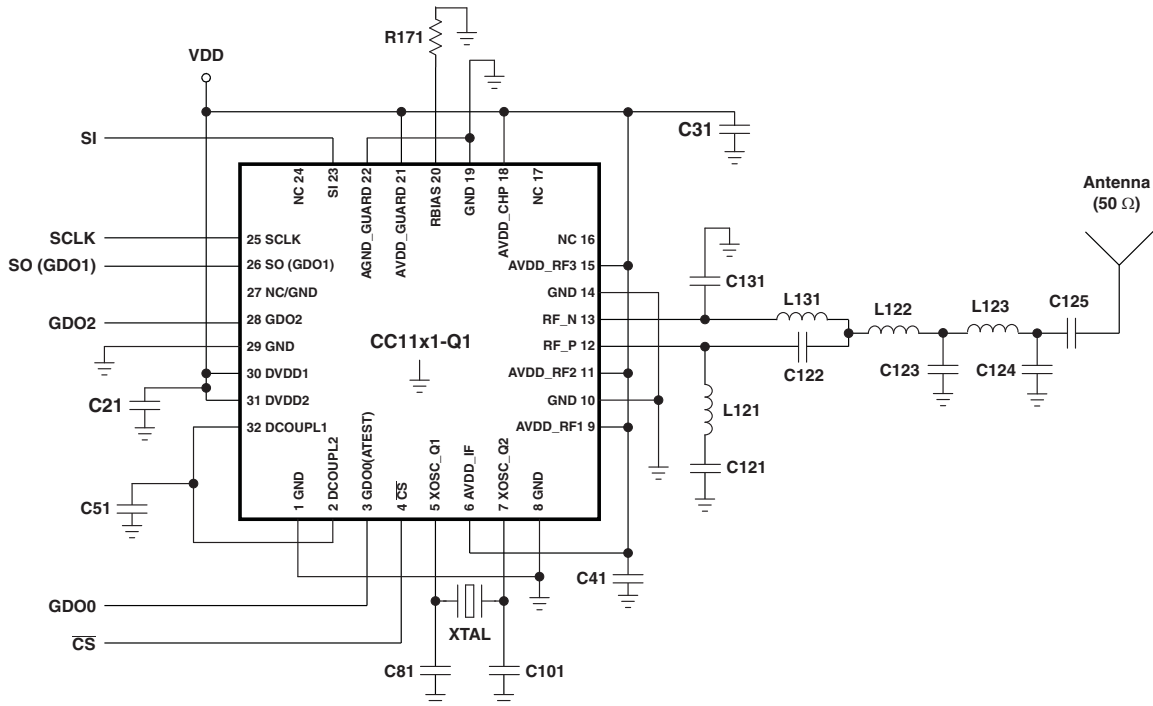 R171
VDD
C31
SI
NC 24
SI 23
AGND_GUARD 22
AVDD_GUARD 21
RBIAS 20
GND 19
AVDD_CHP 18
NC 17
Antenna
(50 Ω)
SCLK
25 SCLK
NC 16
SO (GDO1)
26 SO (GDO1)
AVDD_RF3 15
C131
27 NC/GND
GND 14
L131
L122
L123
C125
GDO2
28 GDO2
RF_N 13
CC11x1-Q1
29 GND
RF_P 12
C122
C123
C124
30 DVDD1
AVDD_RF2 11
C21
31 DVDD2
GND 10
L121
32 DCOUPL1
AVDD_RF1 9
C121
C51
1 GND
2 DCOUPL2
3 GDO0(ATEST)
4 CS
5 XOSC_Q1
6 AVDD_IF
7 XOSC_Q2
8 GND
C41
GDO0
XTAL
CS
C81
C101